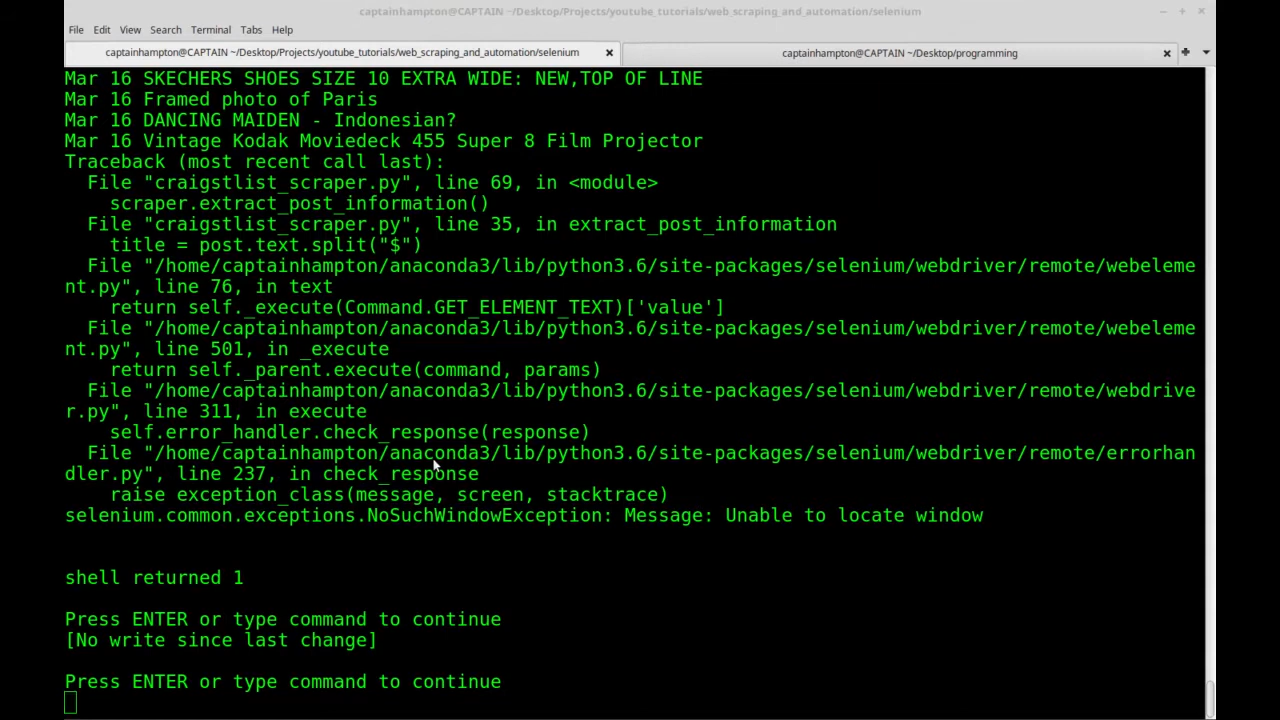 captainhampton@CAPTAIN ~/Desktop/Projects/youtube_tutorials/web_scraping_and_automation/selenium
File Edit View Search Terminal Tabs Help
captainhampton@CAPTAIN ~/Desktop/Projects/youtube_tutorials/web_scraping_and_automation/selenium
captainhampton@CAPTAIN ~/Desktop/programming
Mar 16 SKECHERS SHOES SIZE 10 EXTRA WIDE: NEW,TOP OF LINE
Mar 16 Framed photo of Paris
Mar 16 DANCING MAIDEN - Indonesian?
Mar 16 Vintage Kodak Moviedeck 455 Super 8 Film Projector
Traceback (most recent call last):
  File "craigstlist_scraper.py", line 69, in <module>
    scraper.extract_post_information()
  File "craigstlist_scraper.py", line 35, in extract_post_information
    title = post.text.split("$")
  File "/home/captainhampton/anaconda3/lib/python3.6/site-packages/selenium/webdriver/remote/webeleme
nt.py", line 76, in text
    return self._execute(Command.GET_ELEMENT_TEXT)['value']
  File "/home/captainhampton/anaconda3/lib/python3.6/site-packages/selenium/webdriver/remote/webeleme
nt.py", line 501, in _execute
    return self._parent.execute(command, params)
  File "/home/captainhampton/anaconda3/lib/python3.6/site-packages/selenium/webdriver/remote/webdrive
r.py", line 311, in execute
    self.error_handler.check_response(response)
  File "/home/captainhampton/anaconda3/lib/python3.6/site-packages/selenium/webdriver/remote/errorhan
dler.py", line 237, in check_response
    raise exception_class(message, screen, stacktrace)
selenium.common.exceptions.NoSuchWindowException: Message: Unable to locate window
shell returned 1
Press ENTER or type command to continue
[No write since last change]
Press ENTER or type command to continue